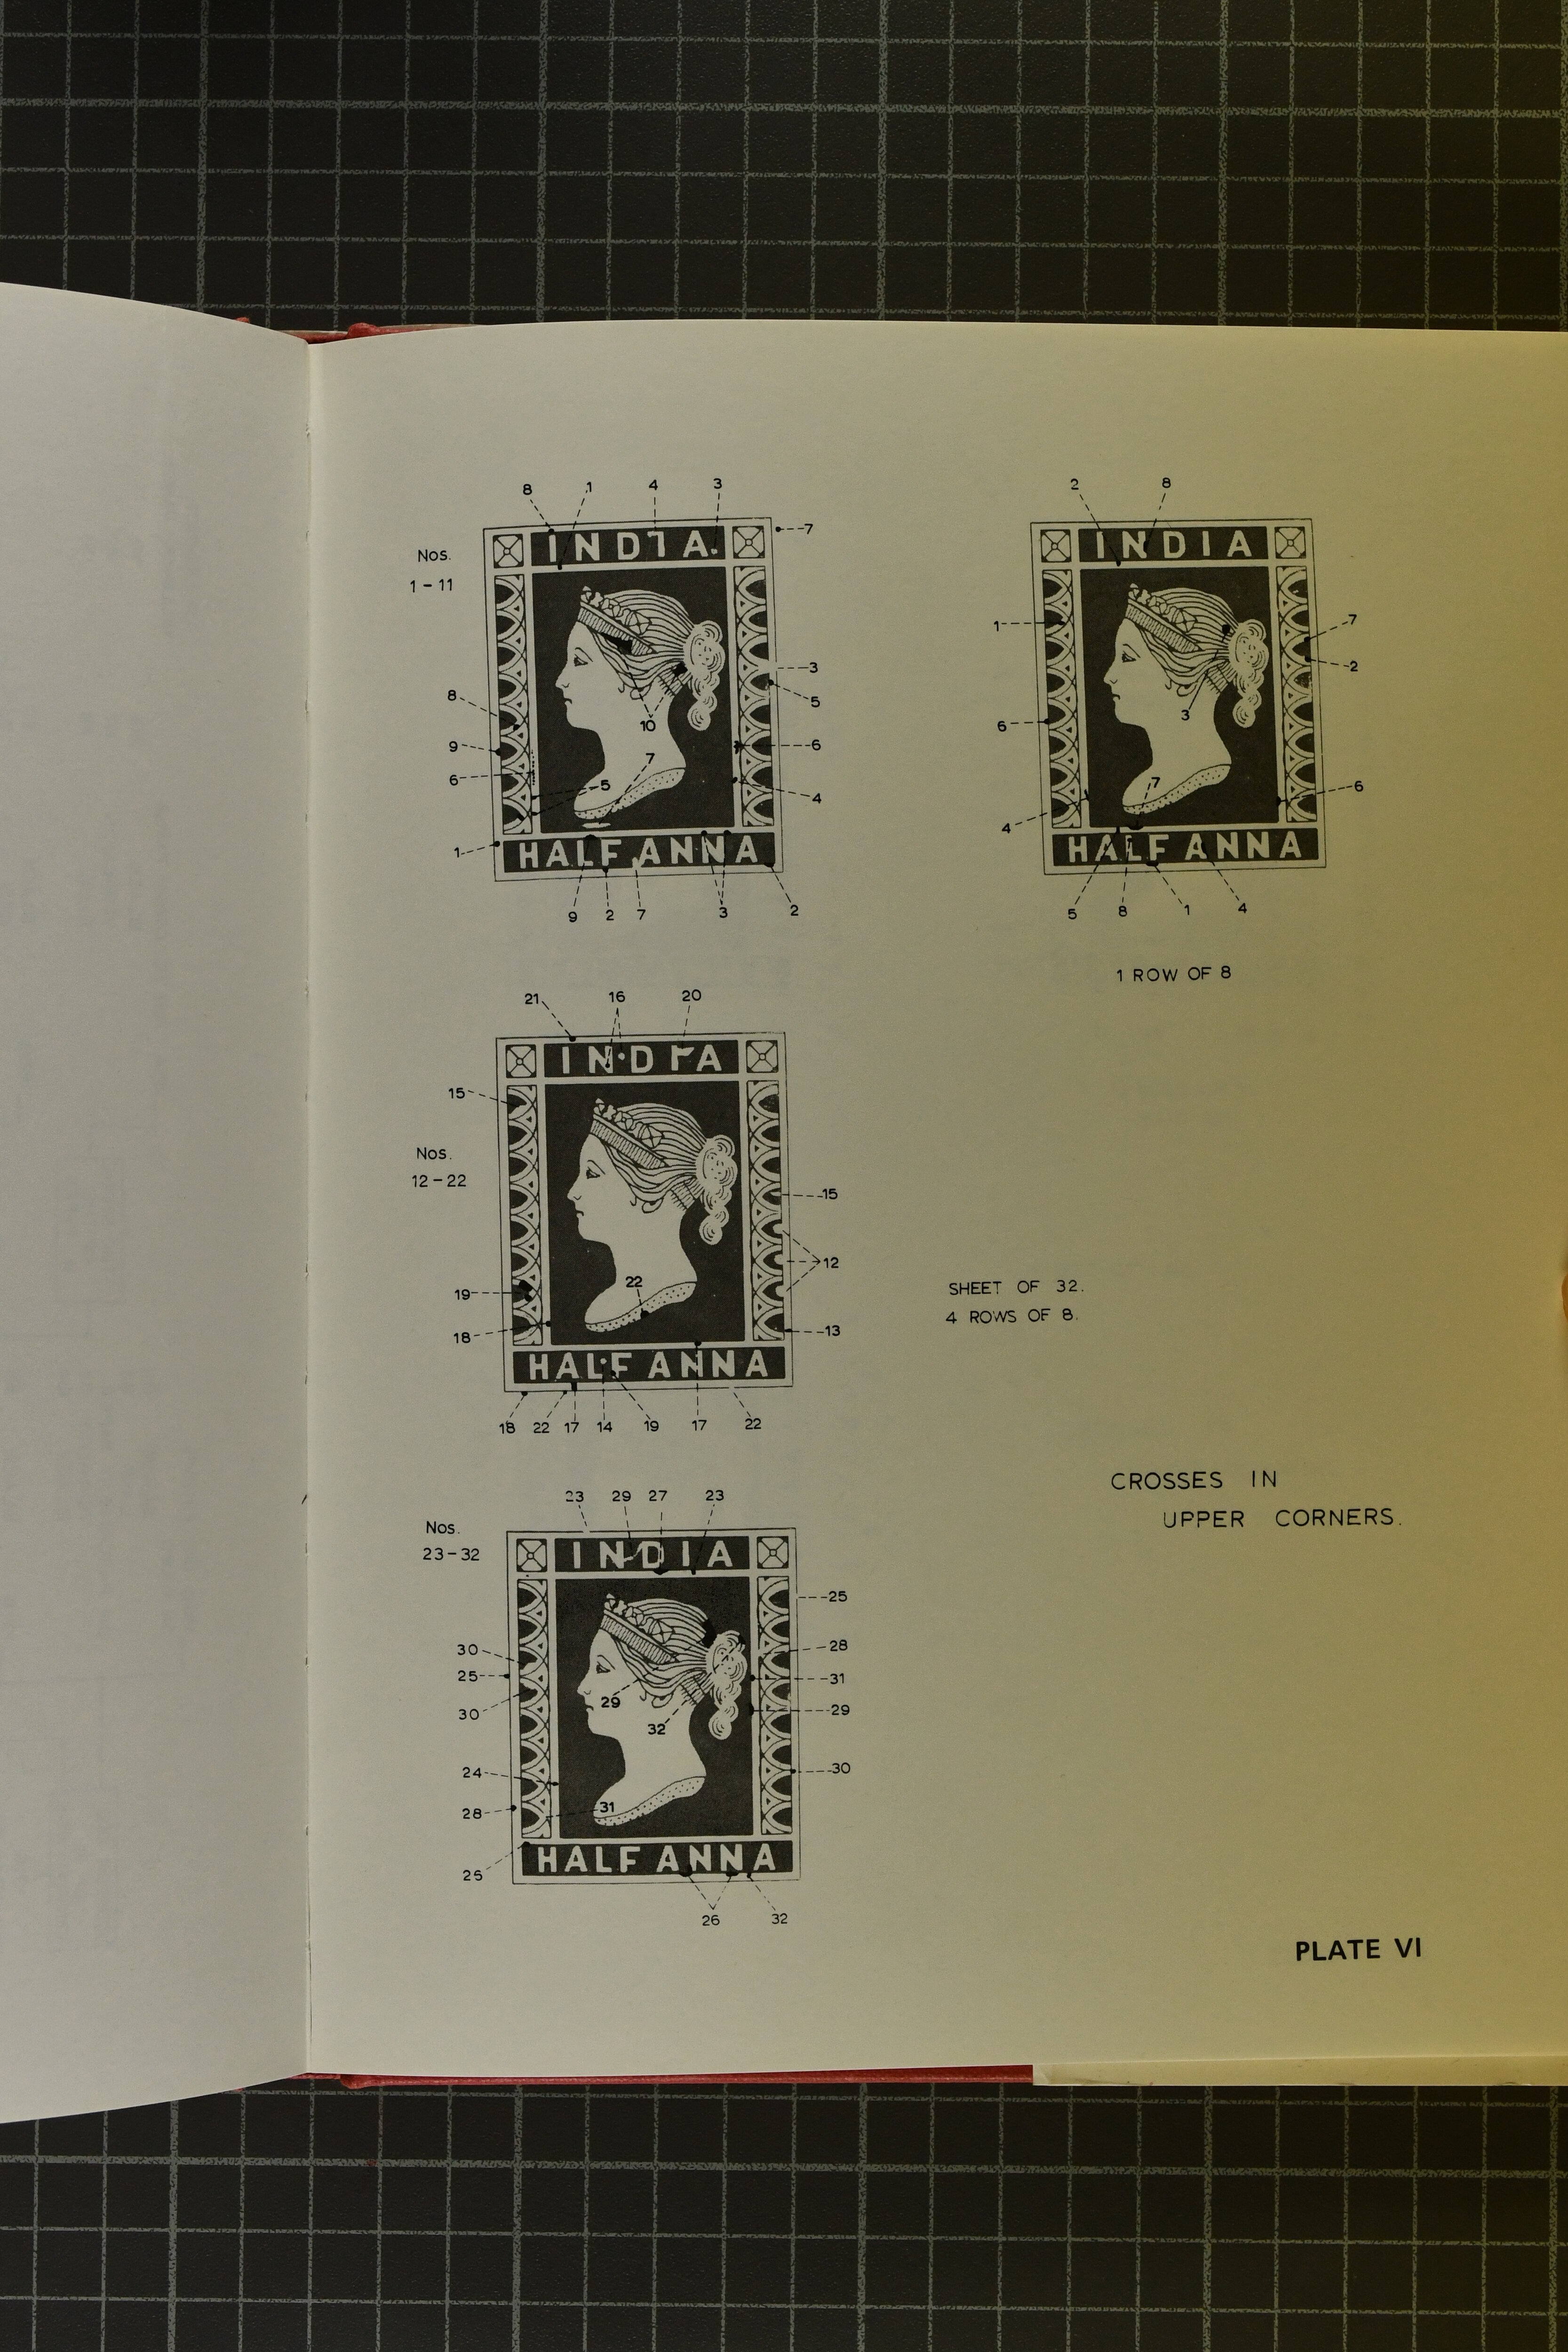 8 1 4 3
7
Nos.
1 – 11
INDIA.
3
8
5
10
9
6
7
6
5
4
1
HALF ANNA
9 2 7 3 2
2 8
INDIA
1
7
2
3
6
7
6
4
HALF ANNA
5 8 1 4
1 ROW OF 8
21 16 20
IN·DIA
15
Nos.
12 – 22
15
12
22
19
18
13
HALF ANNA
18 22 17 14 19 17 22
SHEET OF 32.
4 ROWS OF 8.
CROSSES IN
UPPER CORNERS.
23 29 27 23
Nos.
23 – 32
INDIA
25
30
28
25
31
29
30
29
32
24
30
28
31
HALF ANNA
26 32
PLATE VI